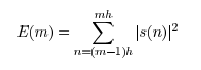 E(m) = \sum_{n=(m-1)h}^{mh} |s(n)|^2